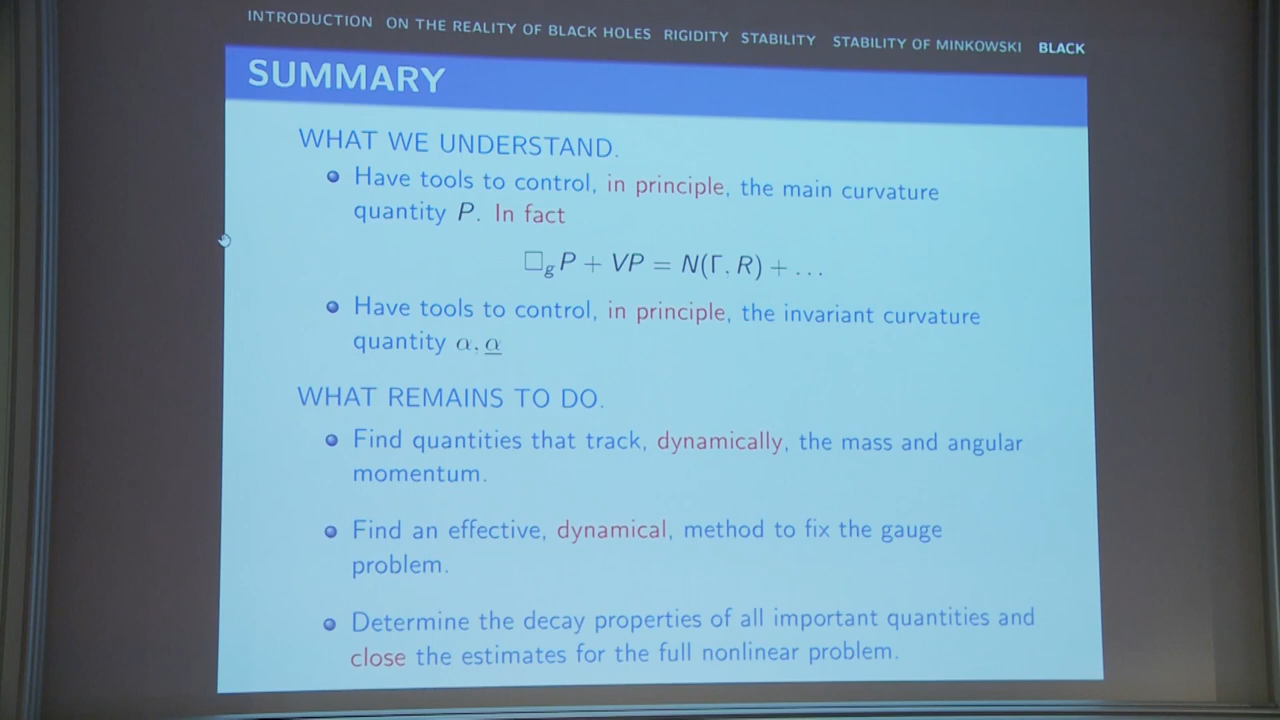 INTRODUCTION ON THE REALITY OF BLACK HOLES RIGIDITY STABILITY STABILITY OF MINKOWSKI BLACK
SUMMARY
WHAT WE UNDERSTAND.
Have tools to control, in principle, the main curvature
quantity P. In fact
□_g P + VP = N(Γ, R) + ...
Have tools to control, in principle, the invariant curvature
quantity α, α̲
WHAT REMAINS TO DO.
Find quantities that track, dynamically, the mass and angular
momentum.
Find an effective, dynamical, method to fix the gauge
problem.
Determine the decay properties of all important quantities and
close the estimates for the full nonlinear problem.